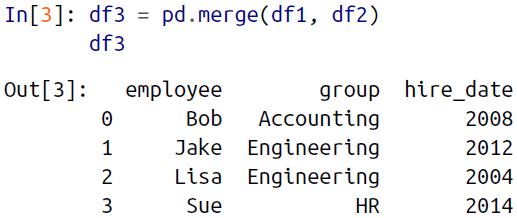 In[3]: df3 = pd.merge(df1, df2)
df3
Out[3]: employee group hire_date
0 Bob Accounting 2008
1 Jake Engineering 2012
2 Lisa Engineering 2004
3 Sue HR 2014